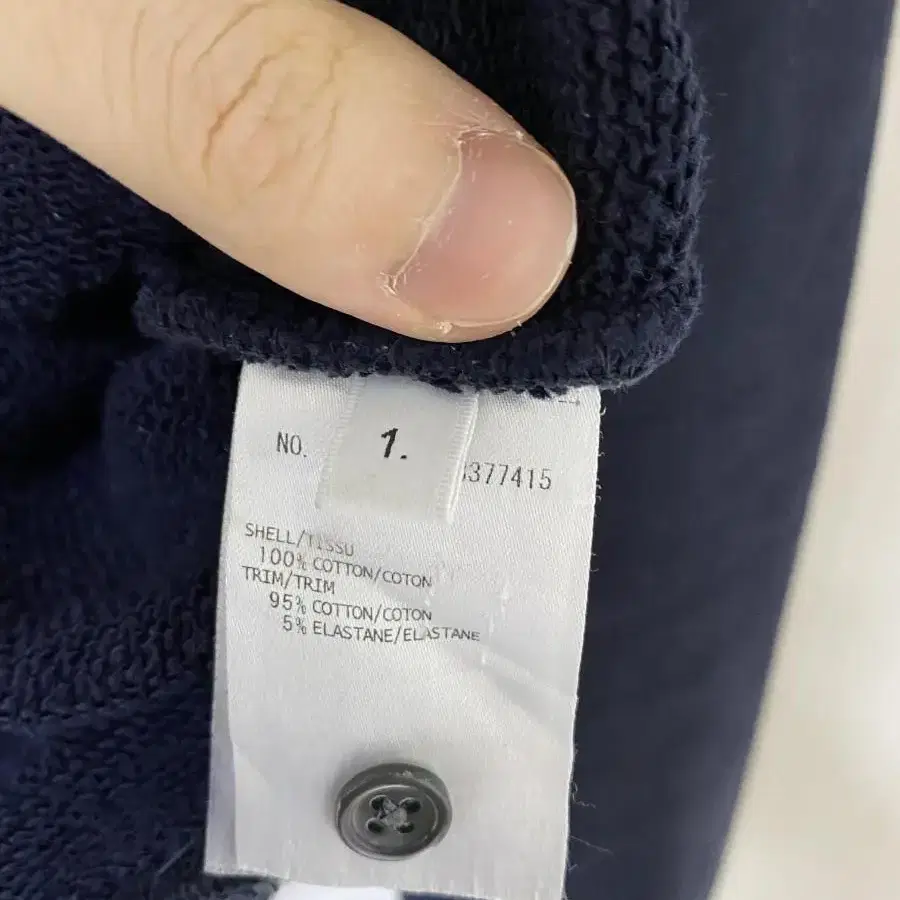 NO.
1.
377415
SHELL/TISSU
100% COTTON/COTON
TRIM/TRIM
95% COTTON/COTON
5% ELASTANE/ELASTANE